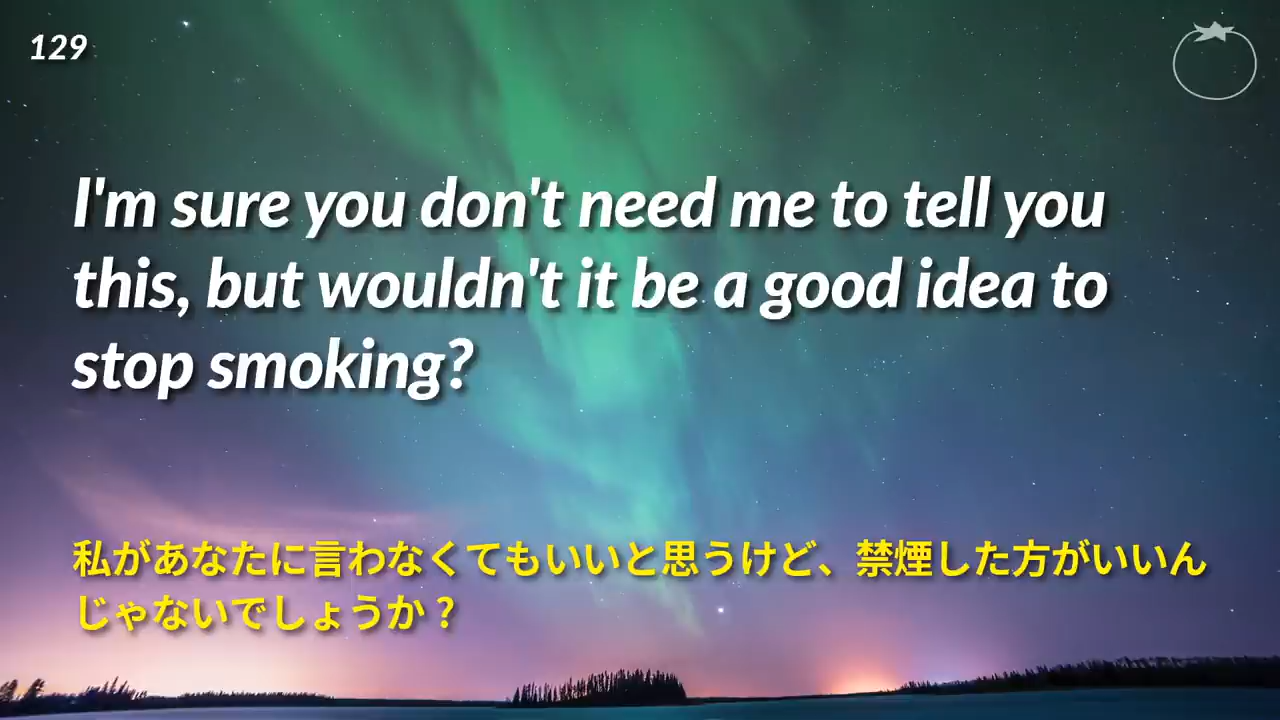 129
I'm sure you don't need me to tell you
this, but wouldn't it be a good idea to
stop smoking?
私があなたに言わなくてもいいと思うけど、禁煙した方がいいん
じゃないでしょうか？